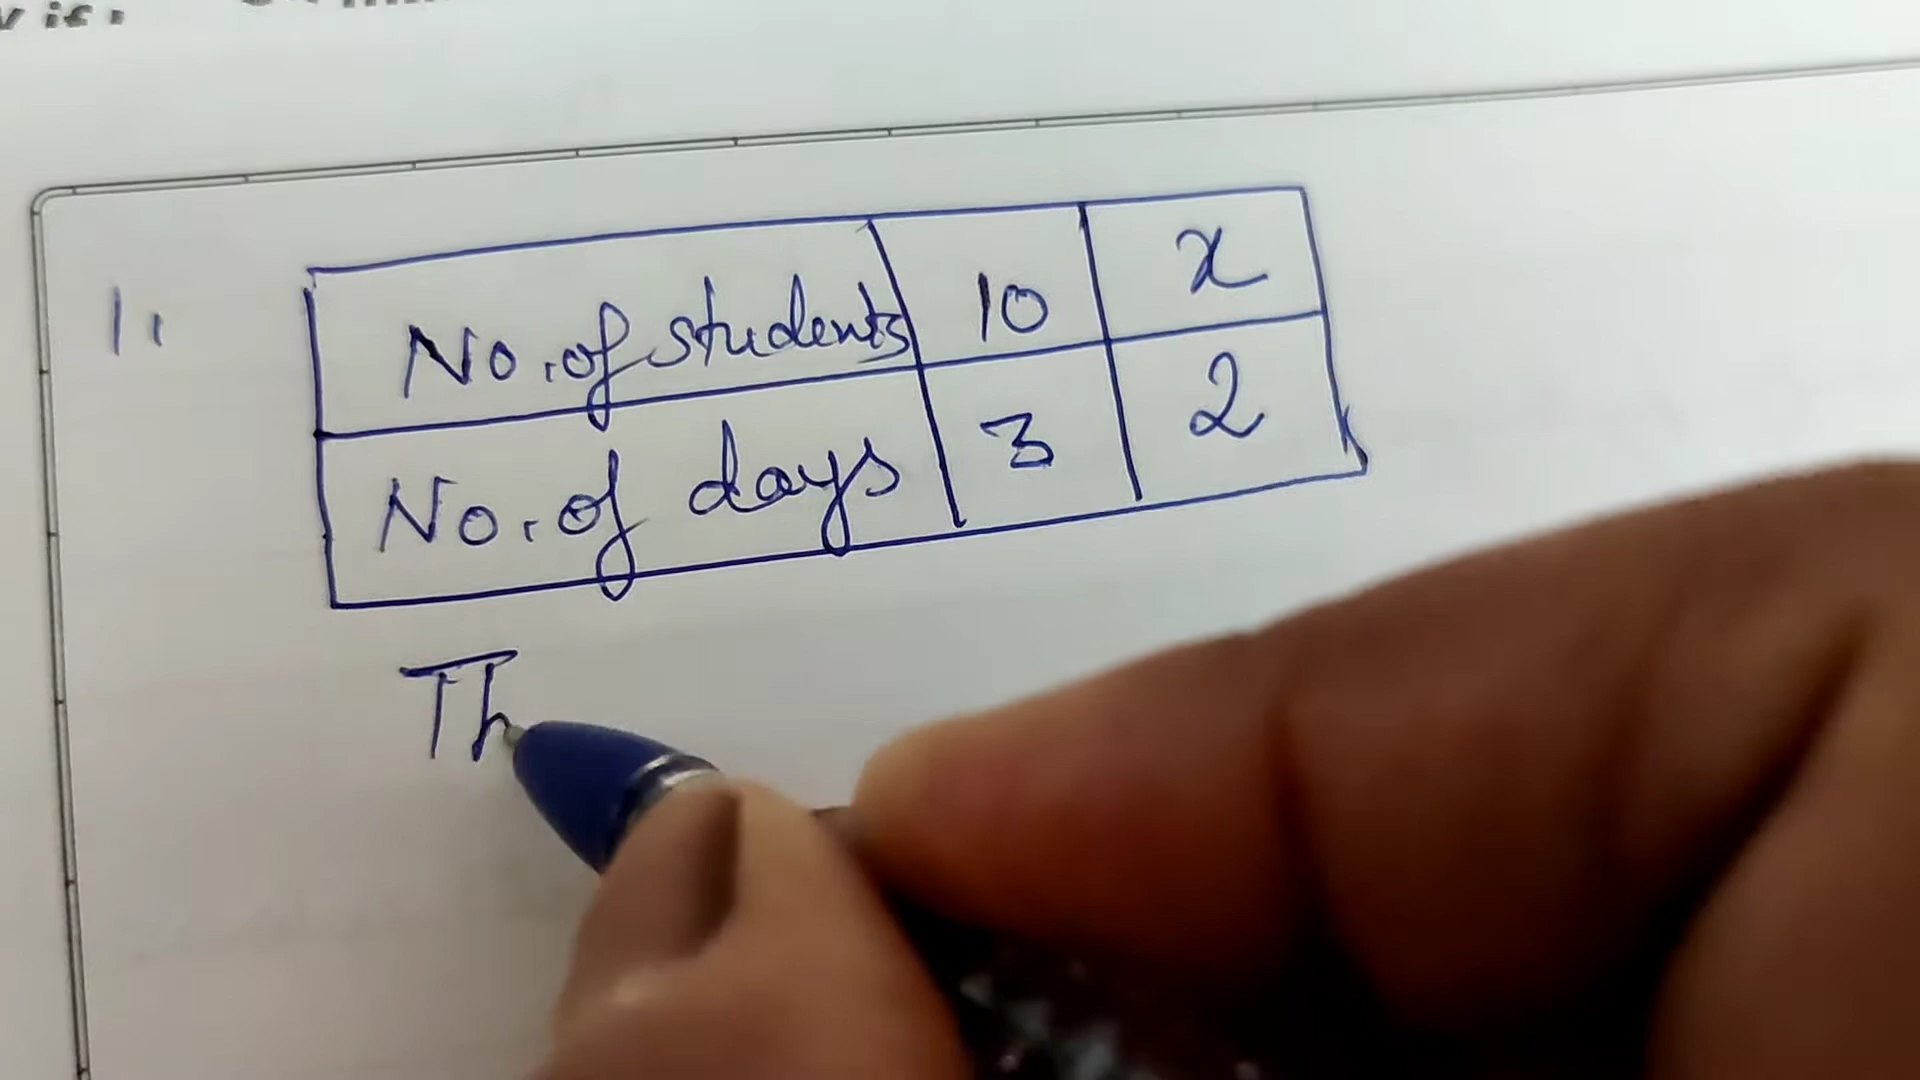 1.
No. of students 10 x
No. of days 3 2
Th